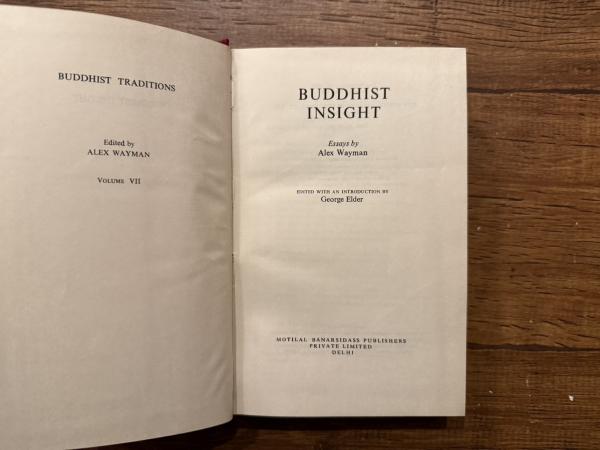 BUDDHIST TRADITIONS
Edited by
ALEX WAYMAN
VOLUME VII
BUDDHIST
INSIGHT
Essays by
Alex Wayman
EDITED WITH AN INTRODUCTION BY
George Elder
MOTILAL BANARSIDASS PUBLISHERS
PRIVATE LIMITED
DELHI